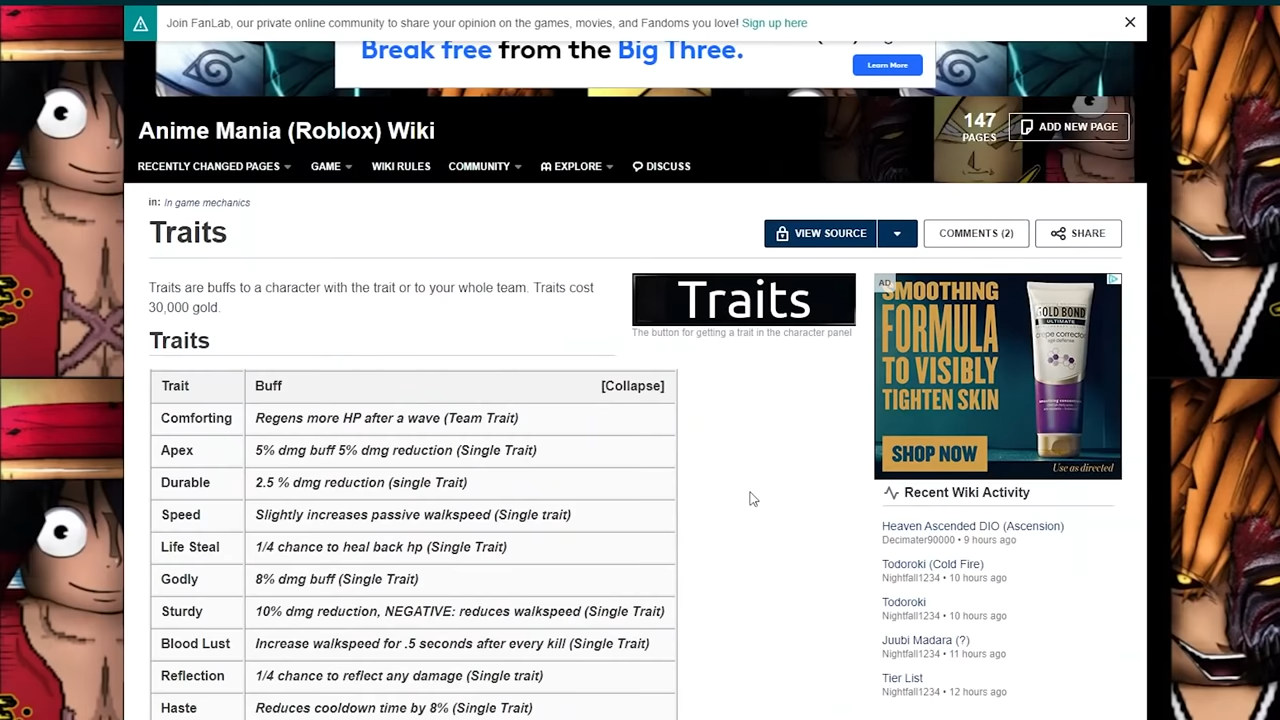 Join FanLab, our private online community to share your opinion on the games, movies, and Fandoms you love! Sign up here
Break free from the Big Three.
Learn More
Anime Mania (Roblox) Wiki
147
PAGES
ADD NEW PAGE
RECENTLY CHANGED PAGES
GAME
WIKI RULES
COMMUNITY
EXPLORE
DISCUSS
in: In game mechanics
Traits
VIEW SOURCE
COMMENTS (2)
SHARE
Traits are buffs to a character with the trait or to your whole team. Traits cost
30,000 gold.
Traits
The button for getting a trait in the character panel
Traits
Trait Buff [Collapse]
Comforting Regens more HP after a wave (Team Trait)
Apex 5% dmg buff 5% dmg reduction (Single Trait)
Durable 2.5 % dmg reduction (single Trait)
Speed Slightly increases passive walkspeed (Single trait)
Life Steal 1/4 chance to heal back hp (Single Trait)
Godly 8% dmg buff (Single Trait)
Sturdy 10% dmg reduction, NEGATIVE: reduces walkspeed (Single Trait)
Blood Lust Increase walkspeed for .5 seconds after every kill (Single Trait)
Reflection 1/4 chance to reflect any damage (Single trait)
Haste Reduces cooldown time by 8% (Single Trait)
AD
SMOOTHING
FORMULA
TO VISIBLY
TIGHTEN SKIN
SHOP NOW
GOLD BOND
ULTIMATE
crepe corrector
Use as directed
Recent Wiki Activity
Heaven Ascended DIO (Ascension)
Decimater90000 • 9 hours ago
Todoroki (Cold Fire)
Nightfall1234 • 10 hours ago
Todoroki
Nightfall1234 • 10 hours ago
Juubi Madara (?)
Nightfall1234 • 11 hours ago
Tier List
Nightfall1234 • 12 hours ago